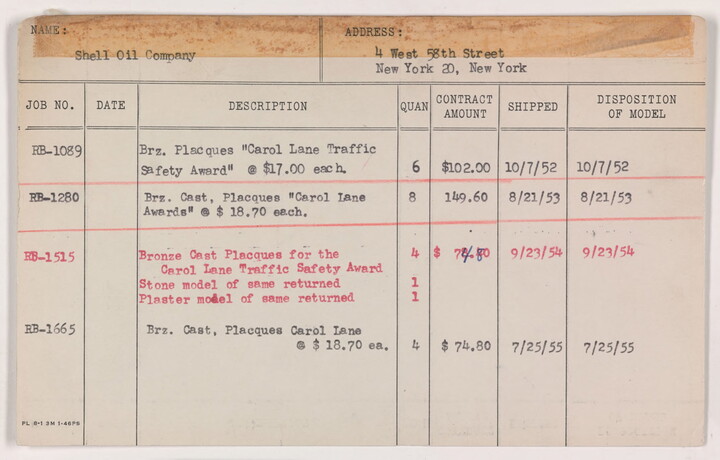 NAME: ADDRESS:
Shell Oil Company 4 West 58th Street
New York 20, New York
JOB NO. DATE DESCRIPTION QUAN CONTRACT AMOUNT SHIPPED DISPOSITION OF MODEL
RB-1089 Brz. Placques "Carol Lane Traffic
Safety Award" @ $17.00 each. 6 $102.00 10/7/52 10/7/52
RB-1280 Brz. Cast, Placques "Carol Lane 8 149.60 8/21/53 8/21/53
Awards" @ $ 18.70 each.
RB-1515 Bronze Cast Placques for the 4 $ 9/23/54 9/23/54
Carol Lane Traffic Safety Award
Stone model of same returned 1
Plaster model of same returned 1
RB-1665 Brz. Cast, Placques Carol Lane
@ $ 18.70 ea. 4 $ 74.80 7/25/55 7/25/55